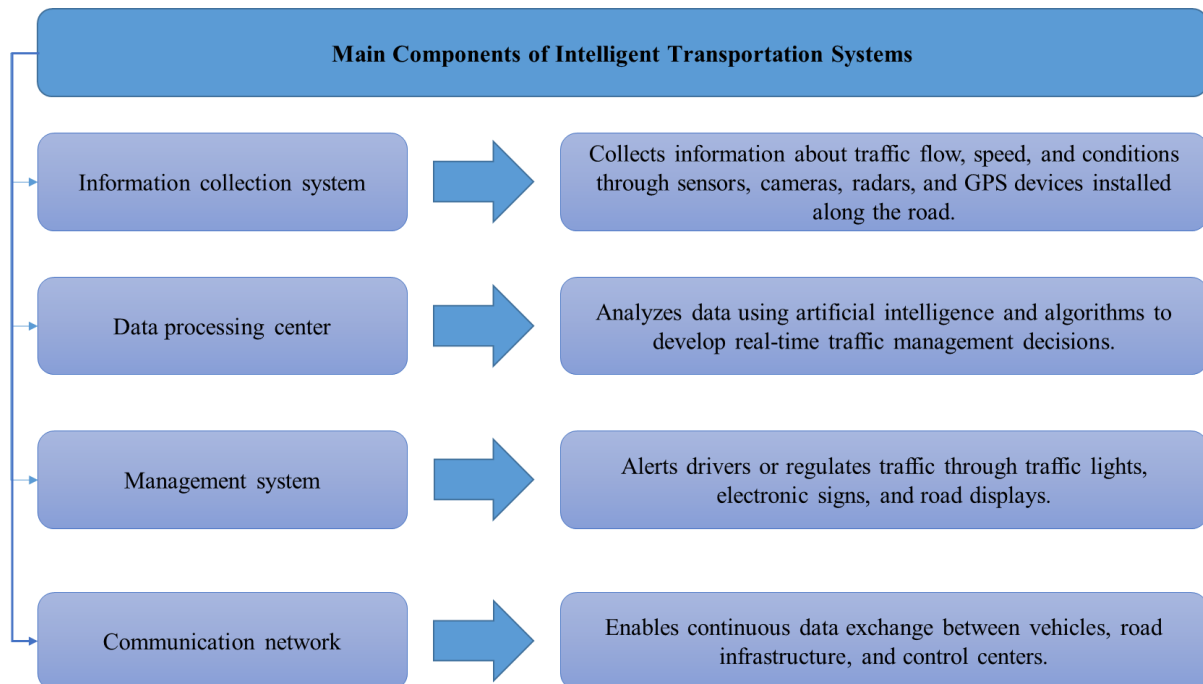 Main Components of Intelligent Transportation Systems
Information collection system
Collects information about traffic flow, speed, and conditions
through sensors, cameras, radars, and GPS devices installed
along the road.
Data processing center
Analyzes data using artificial intelligence and algorithms to
develop real-time traffic management decisions.
Management system
Alerts drivers or regulates traffic through traffic lights,
electronic signs, and road displays.
Communication network
Enables continuous data exchange between vehicles, road
infrastructure, and control centers.